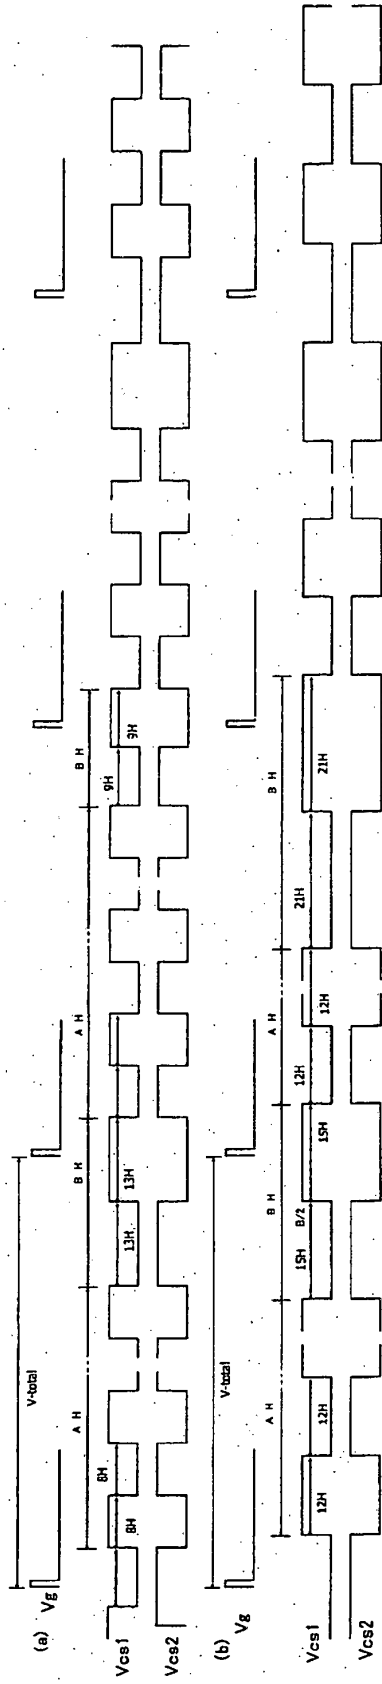 (a)
V-total
Vg
A H B H A H B H
8H 8H 13H 13H 9H 9H
Vcs1
Vcs2
(b)
V-total
Vg
A H B H A H B H
12H 12H 15H B/2 15H 12H 12H 21H 21H
Vcs1
Vcs2